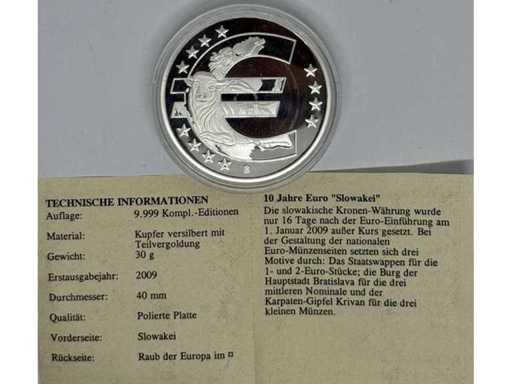 TECHNISCHE INFORMATIONEN
Auflage: 9.999 Kompl.-Editionen
Material: Kupfer versilbert mit
Teilvergoldung
Gewicht: 30 g
Erstausgabejahr: 2009
Durchmesser: 40 mm
Qualität: Polierte Platte
Vorderseite: Slowakei
Rückseite: Raub der Europa im ¤
10 Jahre Euro "Slowakei"
Die slowakische Kronen-Währung wurde
nur 16 Tage nach der Euro-Einführung am
1. Januar 2009 außer Kurs gesetzt. Bei
der Gestaltung der nationalen
Euro-Münzenseiten setzten sich drei
Motive durch: Das Staatswappen für die
1- und 2-Euro-Stücke; die Burg der
Hauptstadt Bratislava für die drei
mittleren Nominale und der
Karpaten-Gipfel Krivan für die drei
kleinen Münzen.